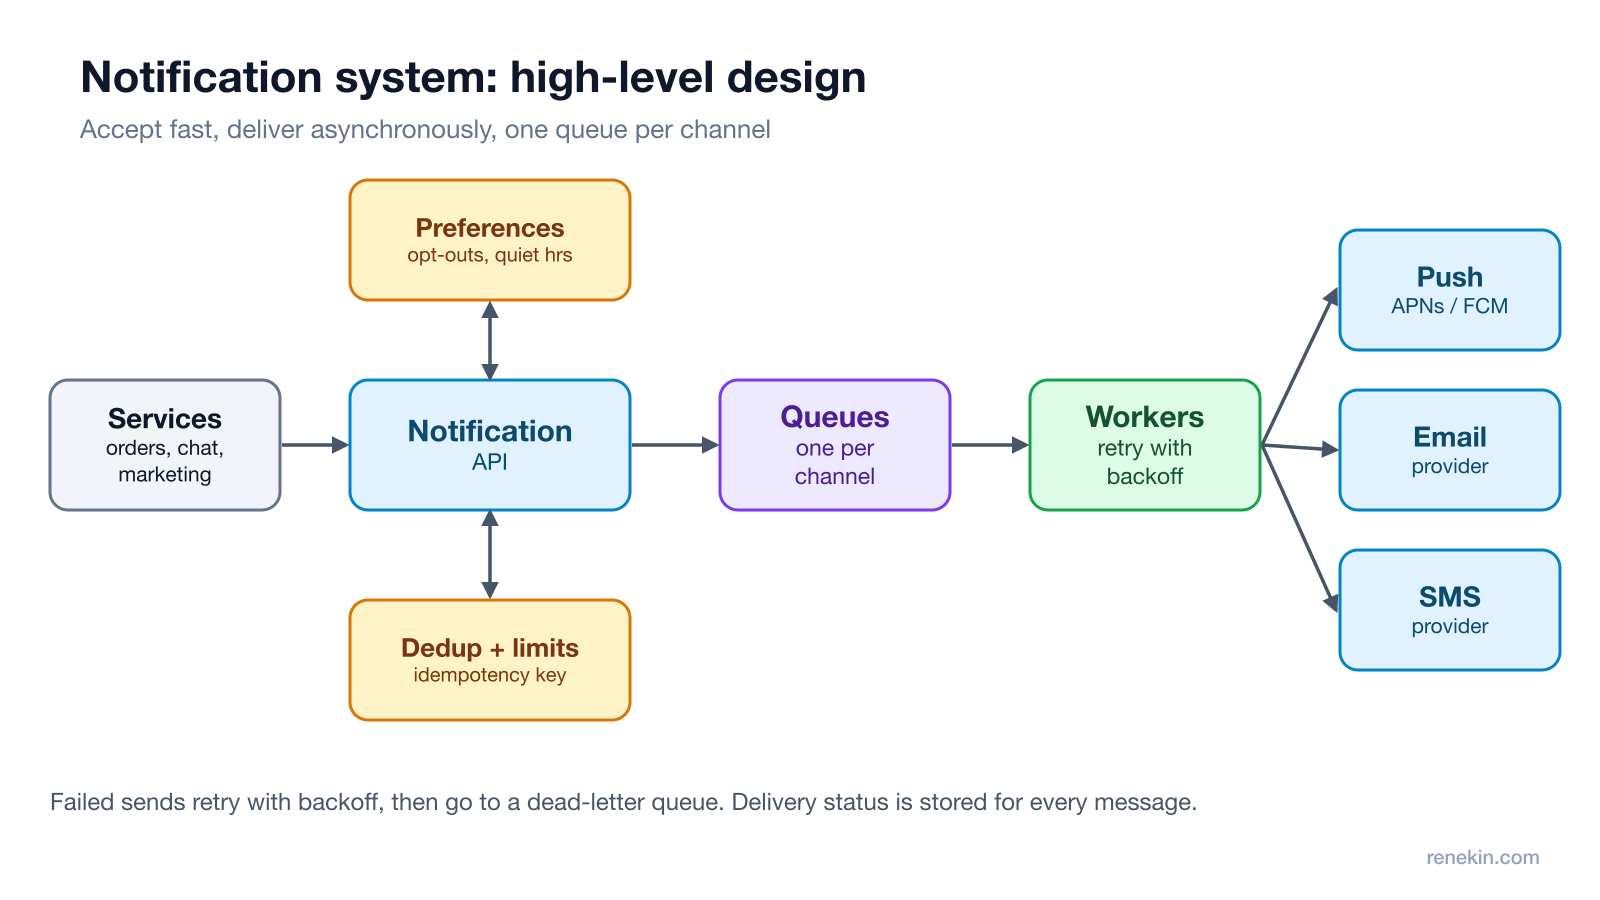 Notification system: high-level design
Accept fast, deliver asynchronously, one queue per channel
Preferences
opt-outs, quiet hrs
Services
orders, chat,
marketing
Notification
API
Queues
one per
channel
Workers
retry with
backoff
Push
APNs / FCM
Email
provider
SMS
provider
Dedup + limits
idempotency key
Failed sends retry with backoff, then go to a dead-letter queue. Delivery status is stored for every message.
renekin.com